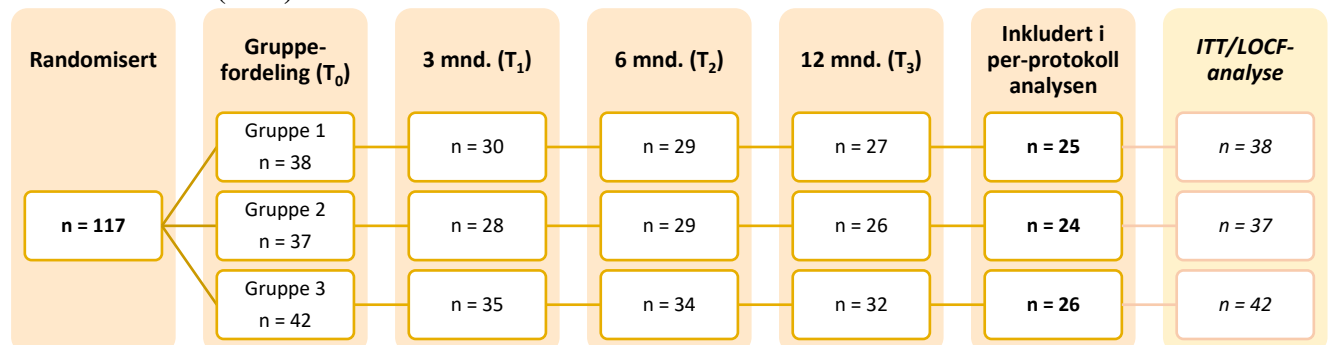 Randomisert
Gruppe-
fordeling (T0)
3 mnd. (T1)
6 mnd. (T2)
12 mnd. (T3)
Inkludert i
per-protokoll
analysen
ITT/LOCF-
analyse
n = 117
Gruppe 1
n = 38
n = 30
n = 29
n = 27
n = 25
n = 38
Gruppe 2
n = 37
n = 28
n = 29
n = 26
n = 24
n = 37
Gruppe 3
n = 42
n = 35
n = 34
n = 32
n = 26
n = 42